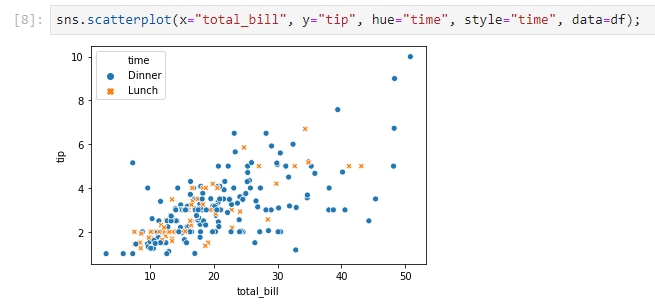 [8]: sns.scatterplot(x="total_bill", y="tip", hue="time", style="time", data=df);
10
time
Dinner
Lunch
8
6
tip
4
2
10 20 30 40 50
total_bill